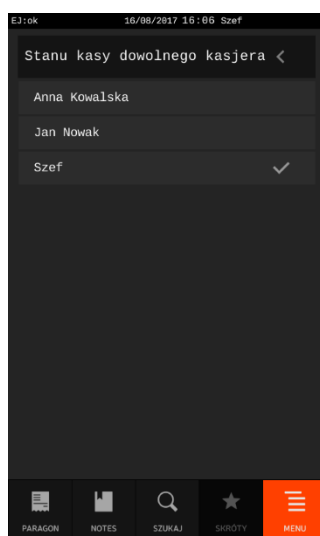 EJ:ok 16/08/2017 16:06 Szef
Stanu kasy dowolnego kasjera <
Anna Kowalska
Jan Nowak
Szef
PARAGON NOTES SZUKAJ SKRÓTY MENU